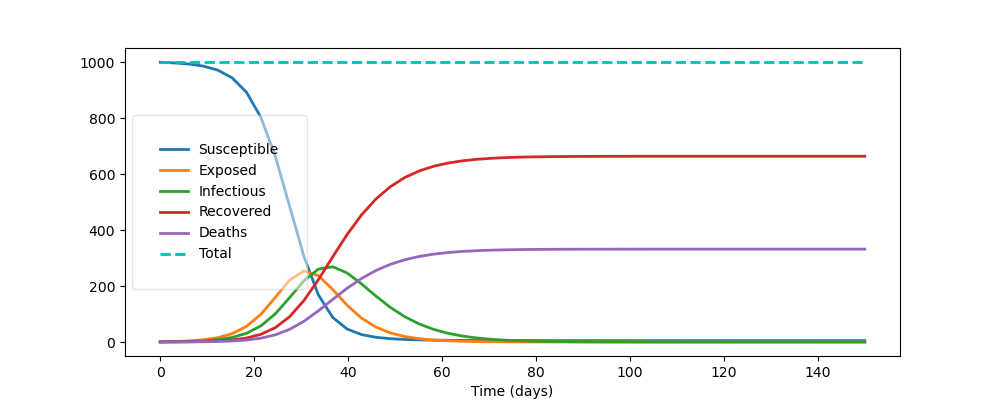 1000
800
600
400
200
0
Susceptible
Exposed
Infectious
Recovered
Deaths
Total
0 20 40 60 80 100 120 140
Time (days)